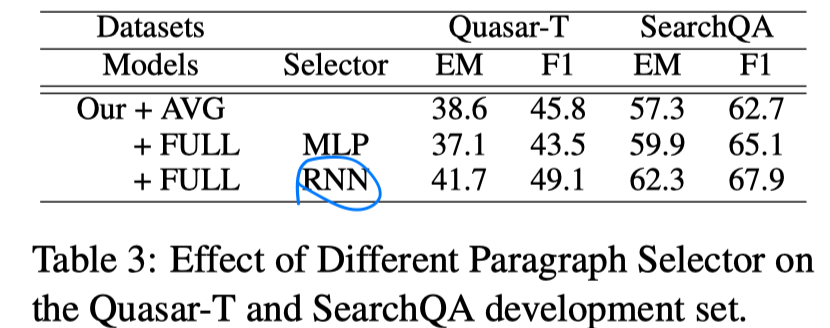 Datasets Quasar-T SearchQA
Models Selector EM F1 EM F1
Our + AVG 38.6 45.8 57.3 62.7
+ FULL MLP 37.1 43.5 59.9 65.1
+ FULL RNN 41.7 49.1 62.3 67.9
Table 3: Effect of Different Paragraph Selector on
the Quasar-T and SearchQA development set.